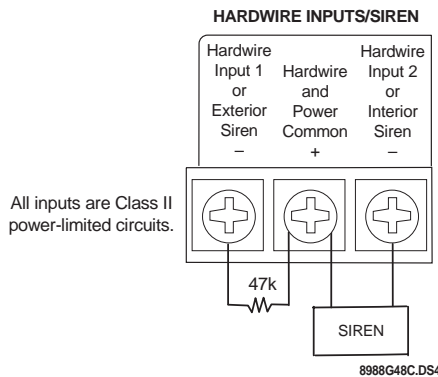 HARDWIRE INPUTS/SIREN
Hardwire
Input 1
or
Exterior
Siren
–
Hardwire
and
Power
Common
+
Hardwire
Input 2
or
Interior
Siren
–
All inputs are Class II
power-limited circuits.
47k
SIREN
8988G48C.DS4